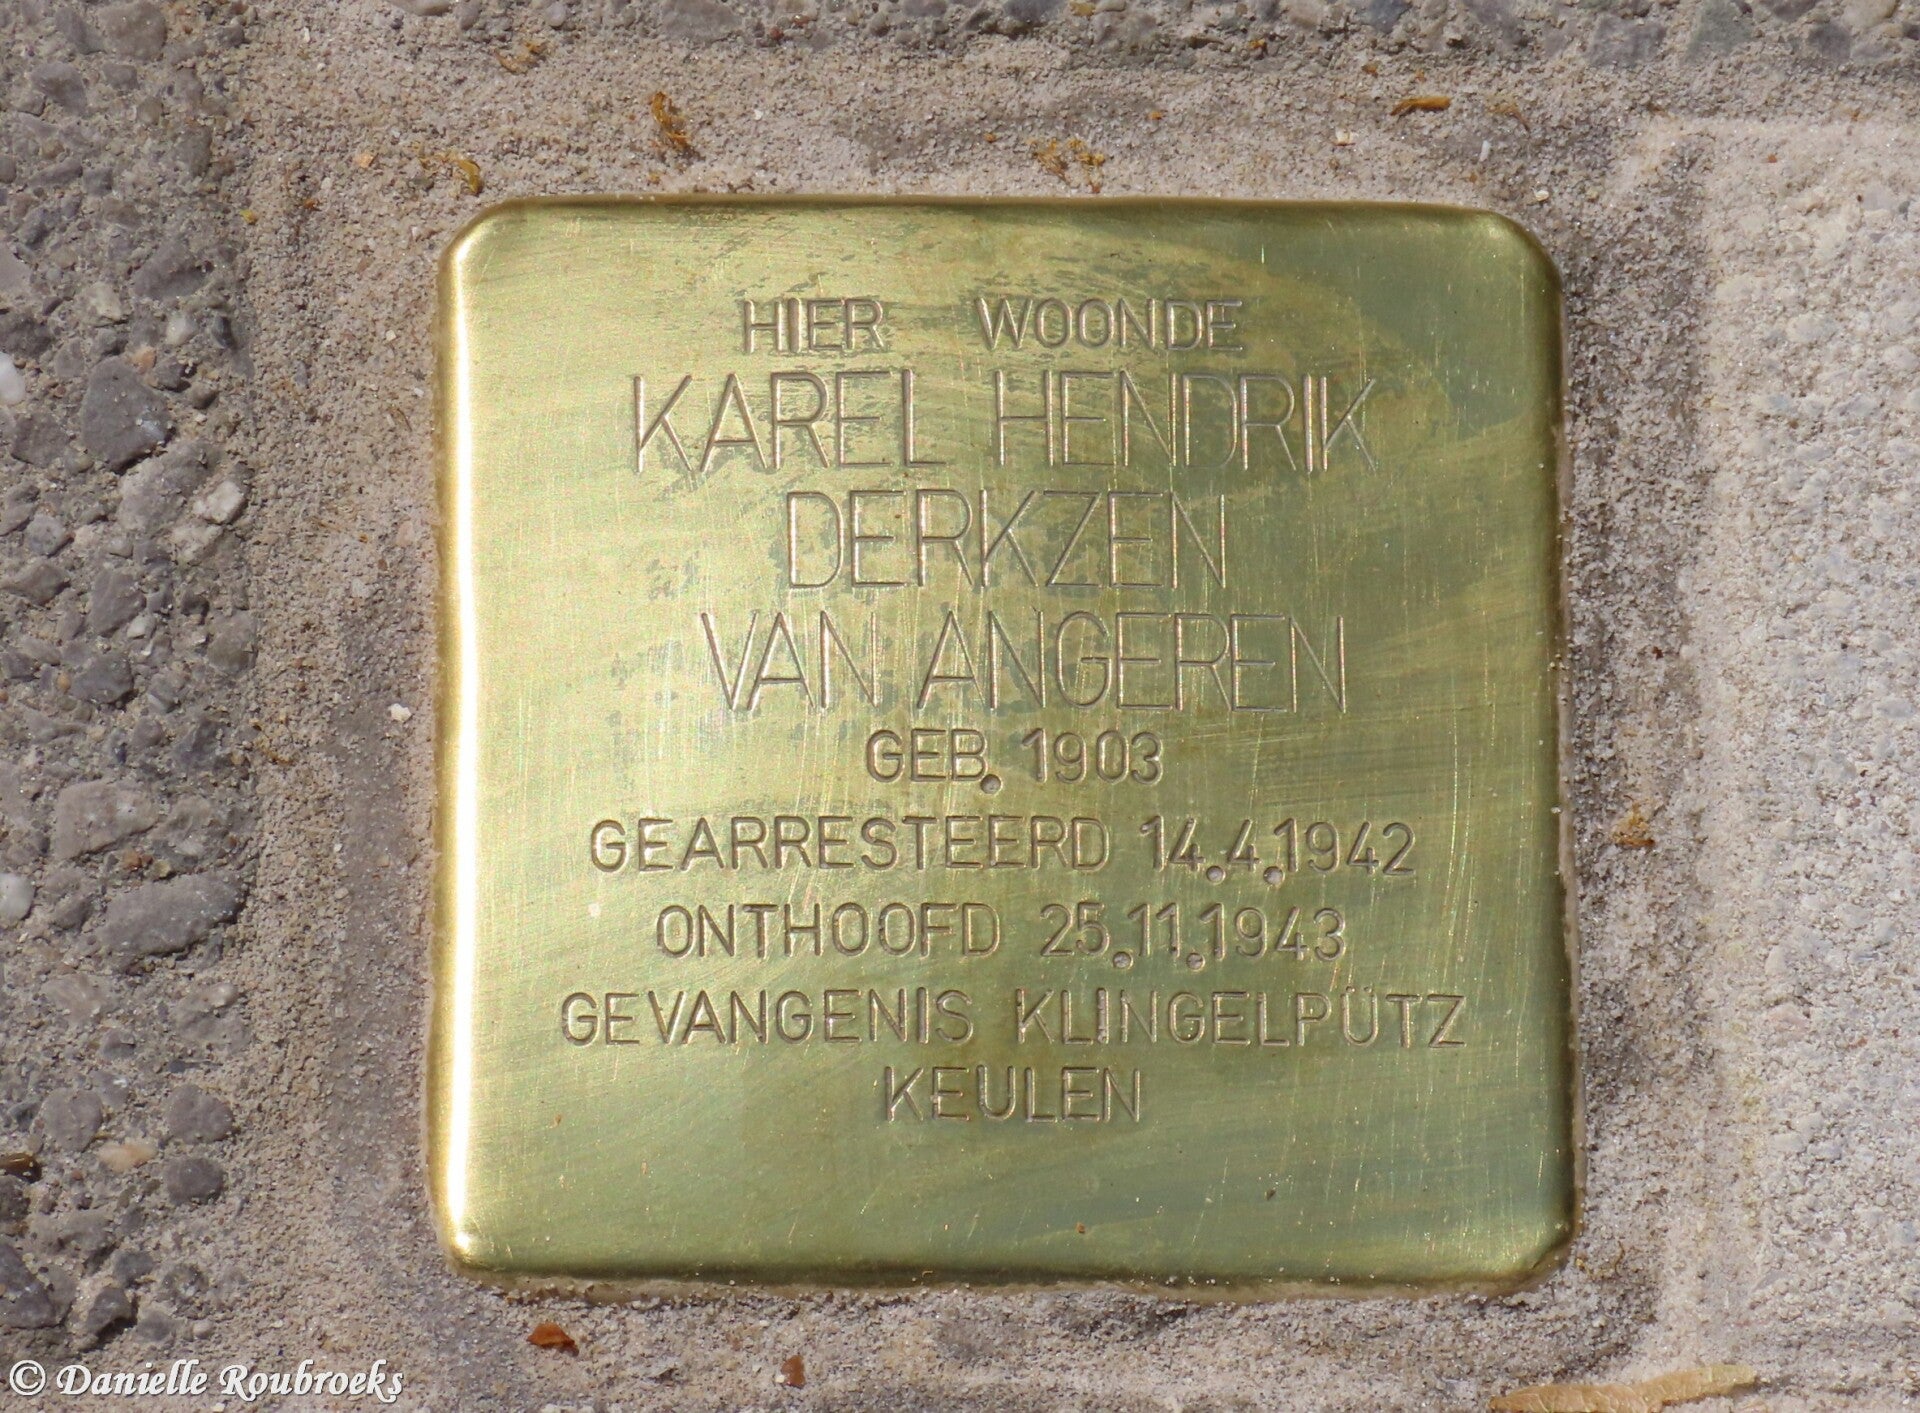 HIER WOONDE
KAREL HENDRIK
DERKZEN
VAN ANGEREN
GEB. 1903
GEARRESTEERD 14.4.1942
ONTHOOFD 25.11.1943
GEVANGENIS KLINGELPÜTZ
KEULEN
© Danielle Roubroeks